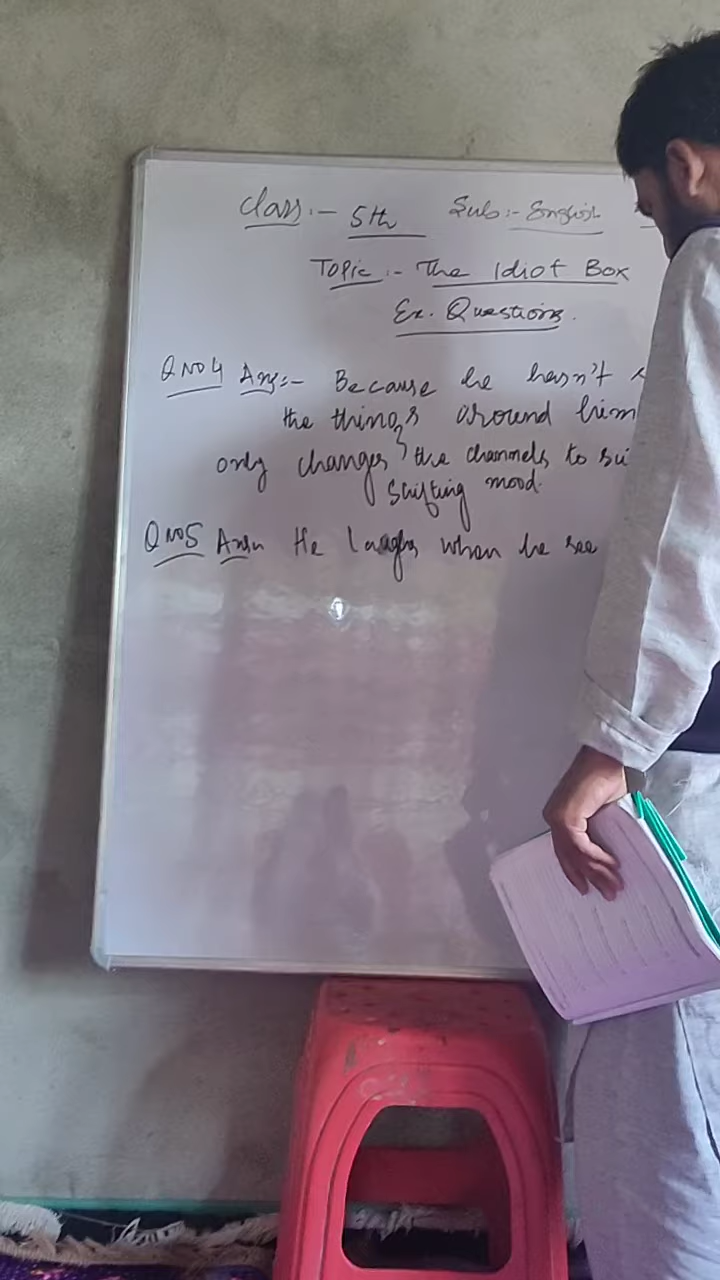 Class:- 5th Sub:- English
Topic:- The Idiot Box
Ex. Questions.
Q No 4 Ans:- Because he hasn't
the things around him
only changes the channels to
shifting mood.
Q No 5 Ans:- He laughs when he see